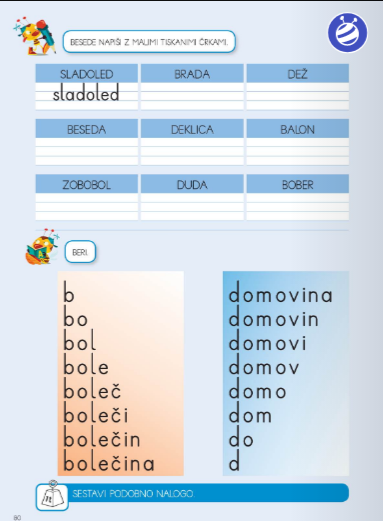 BESEDE NAPIŠI Z MALIMI TISKANIMI ČRKAMI.
SLADOLED BRADA DEŽ
sladoled
BESEDA DEKLICA BALON
ZOBOBOL DUDA BOBER
BERI.
b
bo
bol
bole
boleč
boleči
bolečin
bolečina
domovina
domovin
domovi
domov
domo
dom
do
d
SESTAVI PODOBNO NALOGO
80